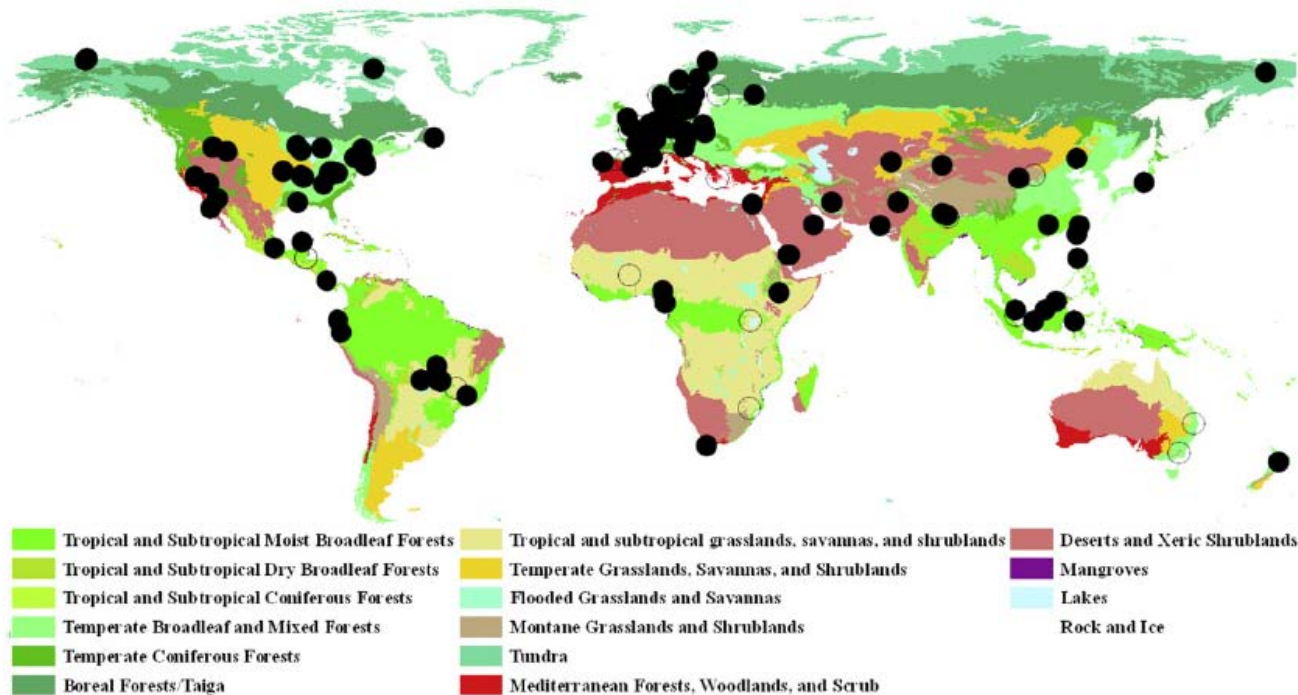 Tropical and Subtropical Moist Broadleaf Forests
Tropical and Subtropical Dry Broadleaf Forests
Tropical and Subtropical Coniferous Forests
Temperate Broadleaf and Mixed Forests
Temperate Coniferous Forests
Boreal Forests/Taiga
Tropical and subtropical grasslands, savannas, and shrublands
Temperate Grasslands, Savannas, and Shrublands
Flooded Grasslands and Savannas
Montane Grasslands and Shrublands
Tundra
Mediterranean Forests, Woodlands, and Scrub
Deserts and Xeric Shrublands
Mangroves
Lakes
Rock and Ice